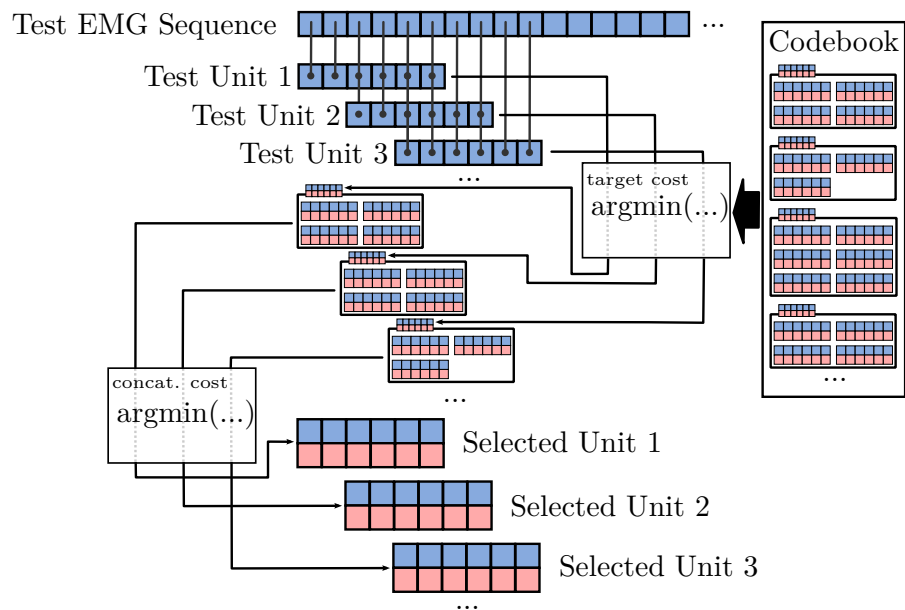 Test EMG Sequence
...
Codebook
Test Unit 1
Test Unit 2
Test Unit 3
...
target cost
argmin(...)
...
concat. cost
argmin(...)
...
Selected Unit 1
Selected Unit 2
Selected Unit 3
...